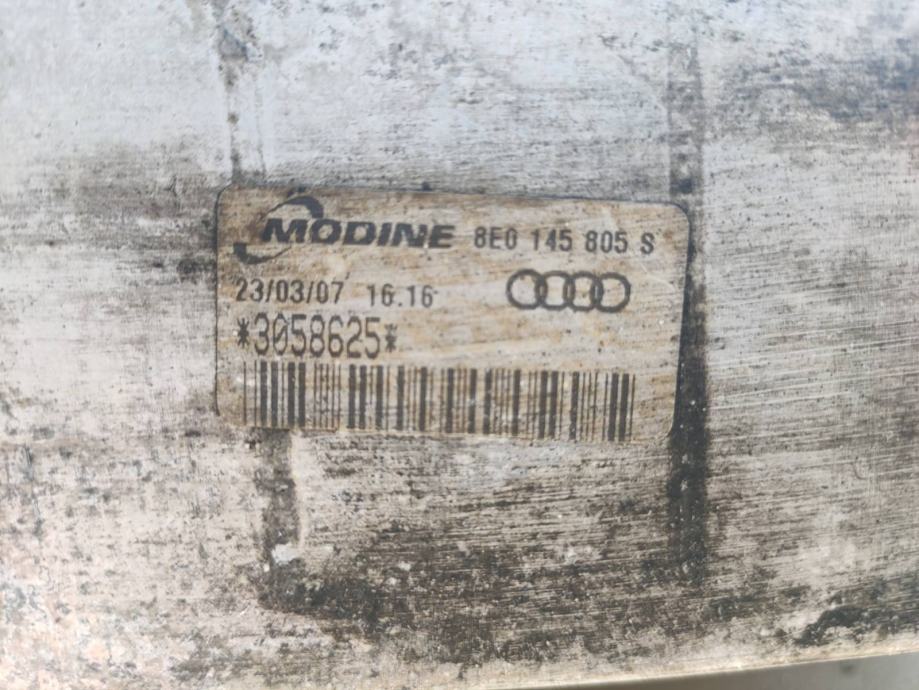 MODINE 8E0 145 805 S
23/03/07 16.16
*3058625*